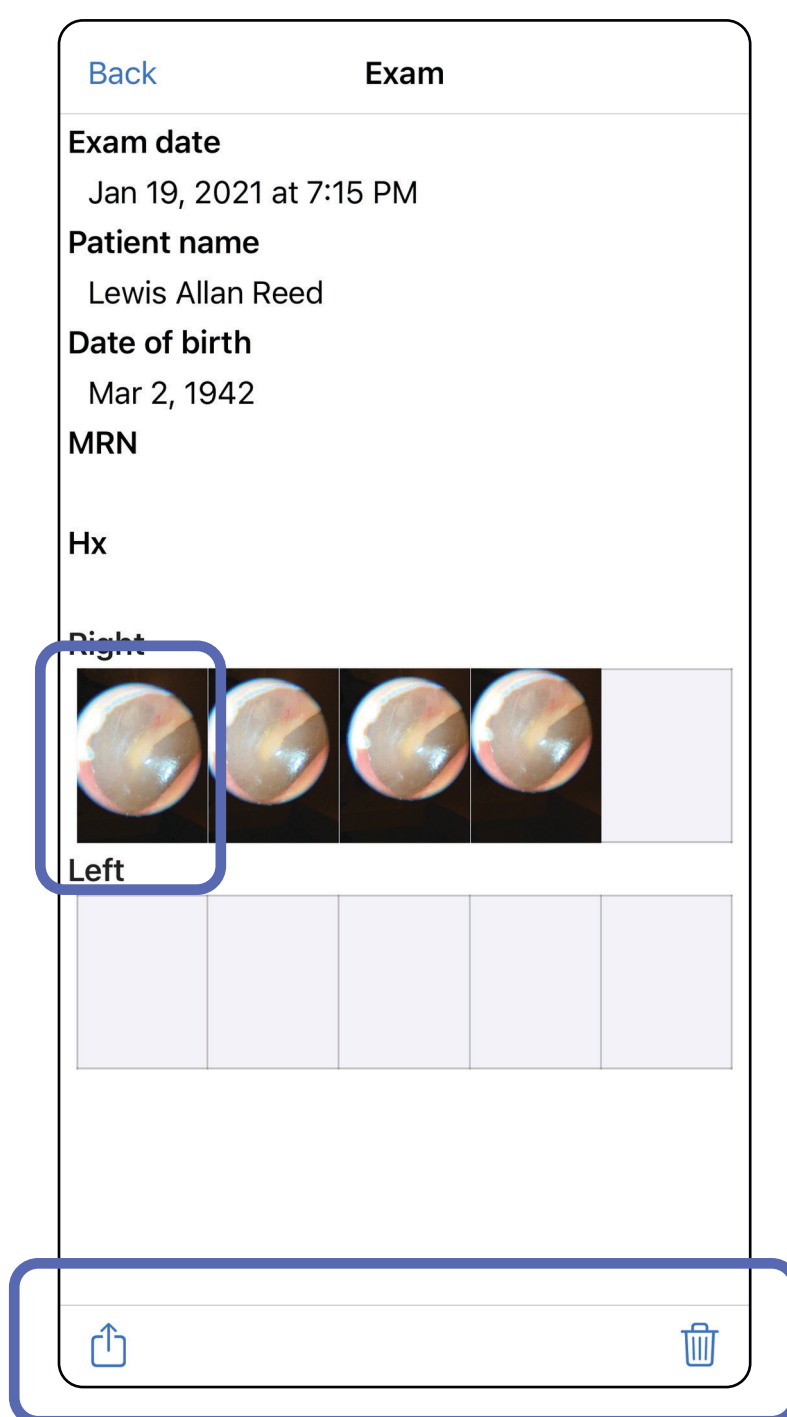 Back
Exam
Exam date
Jan 19, 2021 at 7:15 PM
Patient name
Lewis Allan Reed
Date of birth
Mar 2, 1942
MRN
Hx
Right
Left